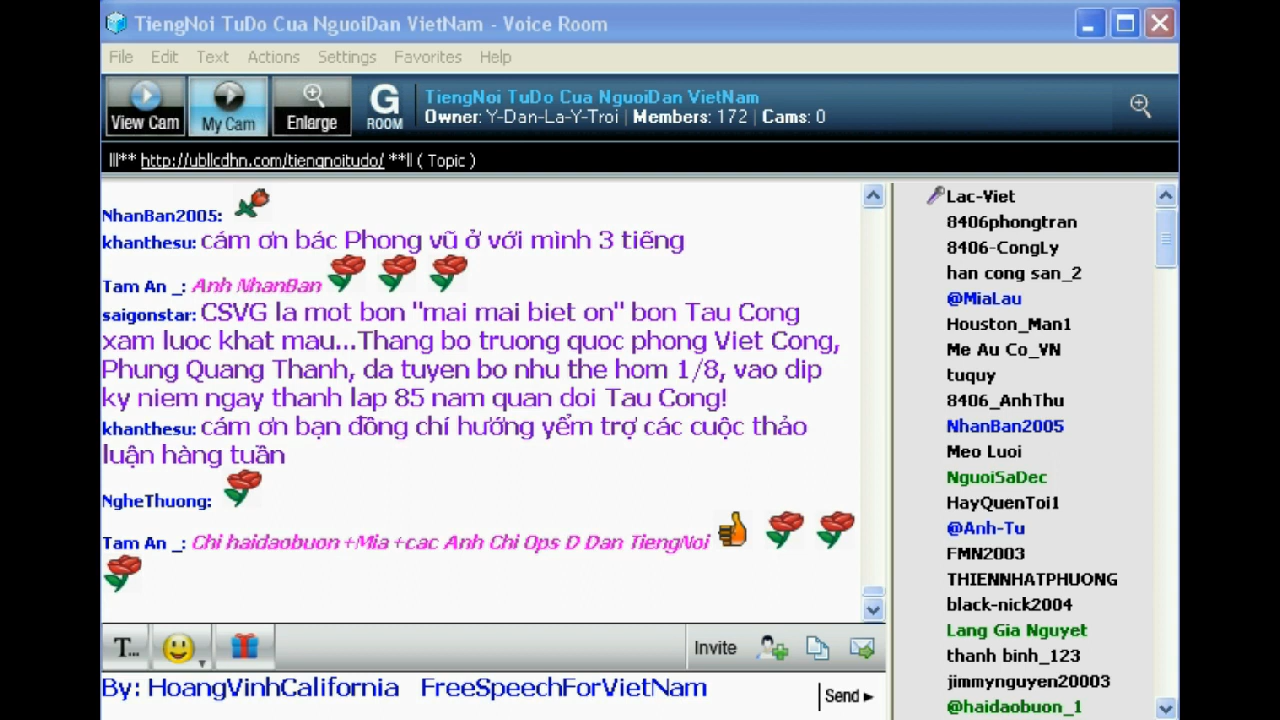 TiengNoi TuDo Cua NguoiDan VietNam - Voice Room
File Edit Text Actions Settings Favorites Help
View Cam
My Cam
Enlarge
G ROOM
TiengNoi TuDo Cua NguoiDan VietNam
Owner: Y-Dan-La-Y-Troi | Members: 172 | Cams: 0
lll** http://ubllcdhn.com/tiengnoitudo/ **ll ( Topic )
NhanBan2005:
khanthesu: cám ơn bác Phong vũ ở với mình 3 tiếng
Tam An _: Anh NhanBan
saigonstar: CSVG la mot bon "mai mai biet on" bon Tau Cong
xam luoc khat mau...Thang bo truong quoc phong Viet Cong,
Phung Quang Thanh, da tuyen bo nhu the hom 1/8, vao dip
ky niem ngay thanh lap 85 nam quan doi Tau Cong!
khanthesu: cám ơn bạn đồng chí hướng yểm trợ các cuộc thảo
luận hàng tuần
NgheThuong:
Tam An _: Chi haidaobuon +Mia +cac Anh Chi Ops D Dan TiengNoi
T...
Invite
By: HoangVinhCalifornia FreeSpeechForVietNam
Send
Lac-Viet
8406phongtran
8406-CongLy
han cong san_2
@MiaLau
Houston_Man1
Me Au Co_VN
tuquy
8406_AnhThu
NhanBan2005
Meo Luoi
NguoiSaDec
HayQuenToi1
@Anh-Tu
FMN2003
THIENNHATPHUONG
black-nick2004
Lang Gia Nguyet
thanh binh_123
jimmynguyen20003
@haidaobuon_1